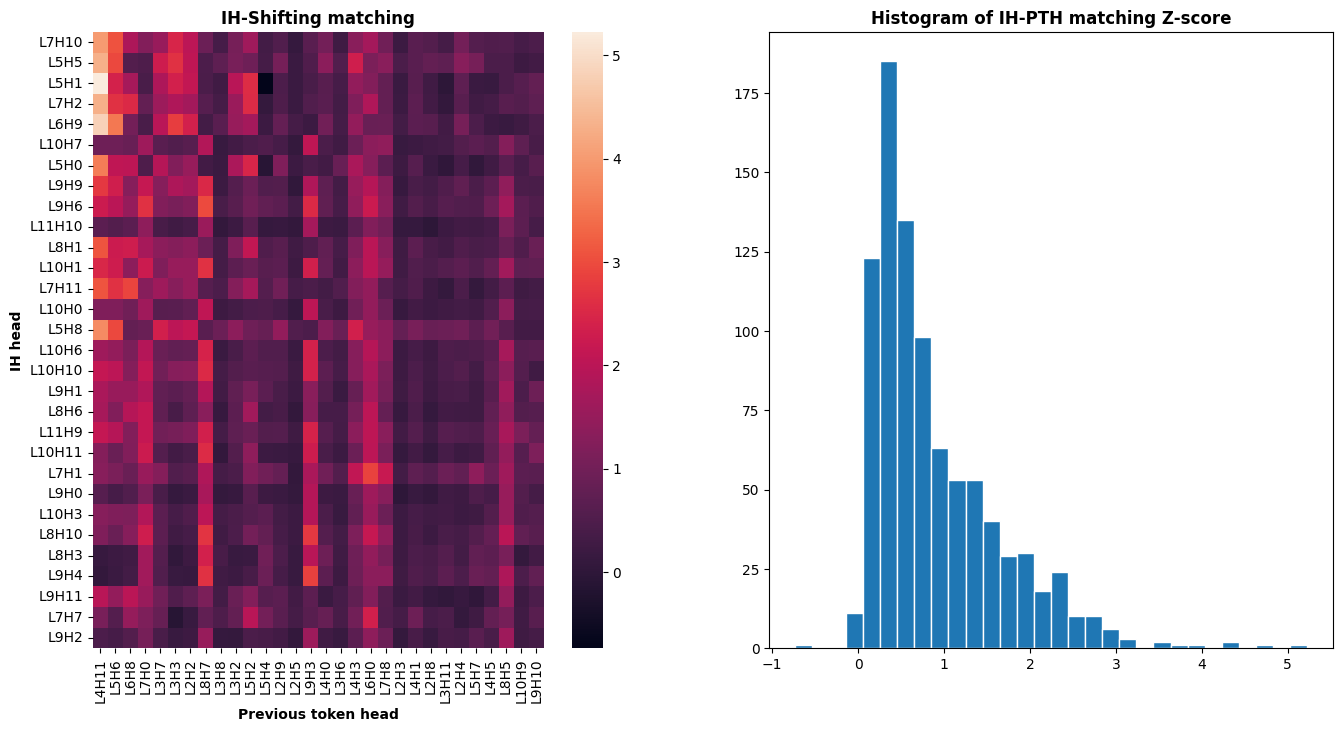 IH-Shifting matching
IH head
L7H10
L5H5
L5H1
L7H2
L6H9
L10H7
L5H0
L9H9
L9H6
L11H10
L8H1
L10H1
L7H11
L10H0
L5H8
L10H6
L10H10
L9H1
L8H6
L11H9
L10H11
L7H1
L9H0
L10H3
L8H10
L8H3
L9H4
L9H11
L7H7
L9H2
L4H11
L5H6
L6H8
L7H0
L3H7
L3H3
L2H2
L8H7
L3H8
L3H2
L5H2
L5H4
L2H9
L2H5
L9H3
L4H0
L3H6
L4H3
L6H0
L7H8
L2H3
L4H1
L2H8
L3H11
L2H4
L5H7
L4H5
L8H5
L10H9
L9H10
Previous token head
5
4
3
2
1
0
Histogram of IH-PTH matching Z-score
175
150
125
100
75
50
25
0
−1 0 1 2 3 4 5